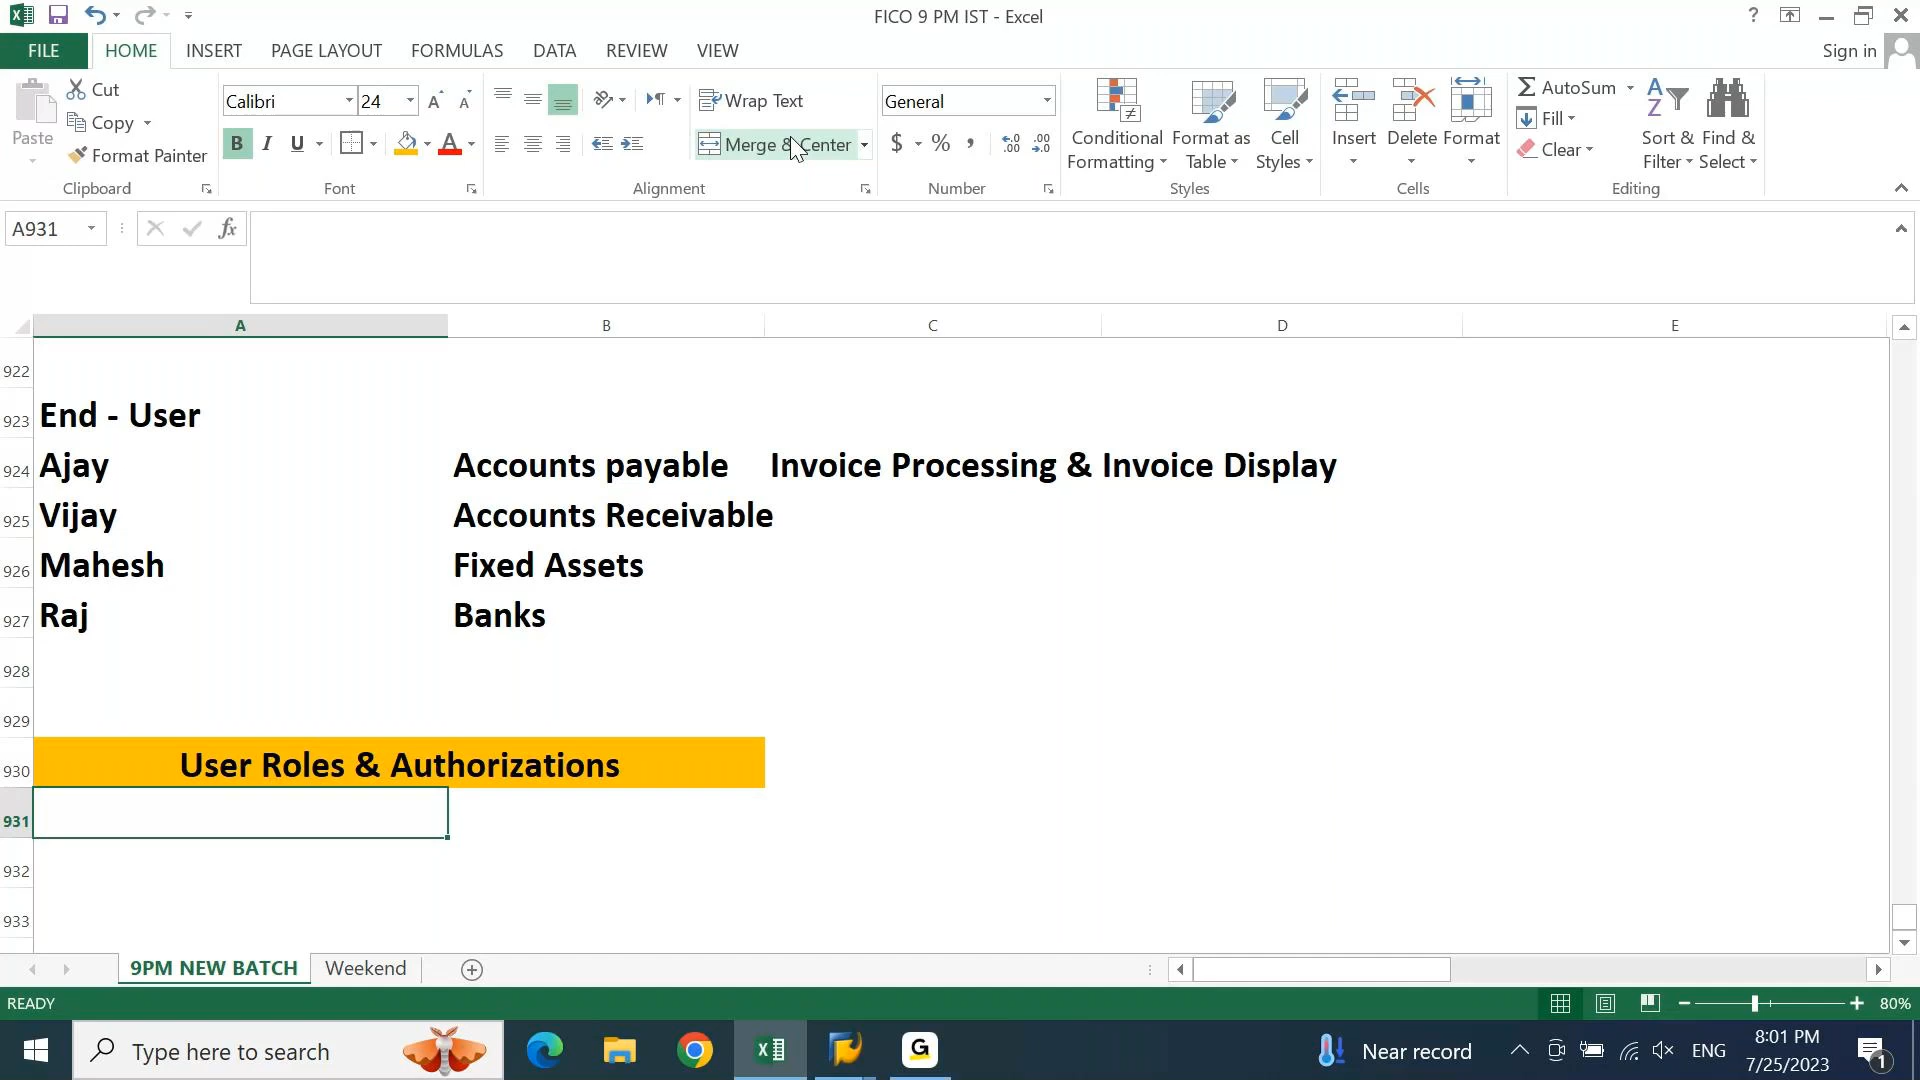 FICO 9 PM IST - Excel
?
FILE HOME INSERT PAGE LAYOUT FORMULAS DATA REVIEW VIEW Sign in
Paste Cut Copy Format Painter Clipboard
Calibri 24 A A B I U A Font
Wrap Text Merge & Center Alignment
General $ % , Number
Conditional Formatting Format as Table Cell Styles Styles
Insert Delete Format Cells
AutoSum Fill Clear Sort & Filter Find & Select Editing
A931 fx
A B C D E
922
923 End - User
924 Ajay Accounts payable Invoice Processing & Invoice Display
925 Vijay Accounts Receivable
926 Mahesh Fixed Assets
927 Raj Banks
928
929
930 User Roles & Authorizations
931
932
933
9PM NEW BATCH Weekend
READY 80%
Type here to search G Near record ENG 8:01 PM 1
7/25/2023